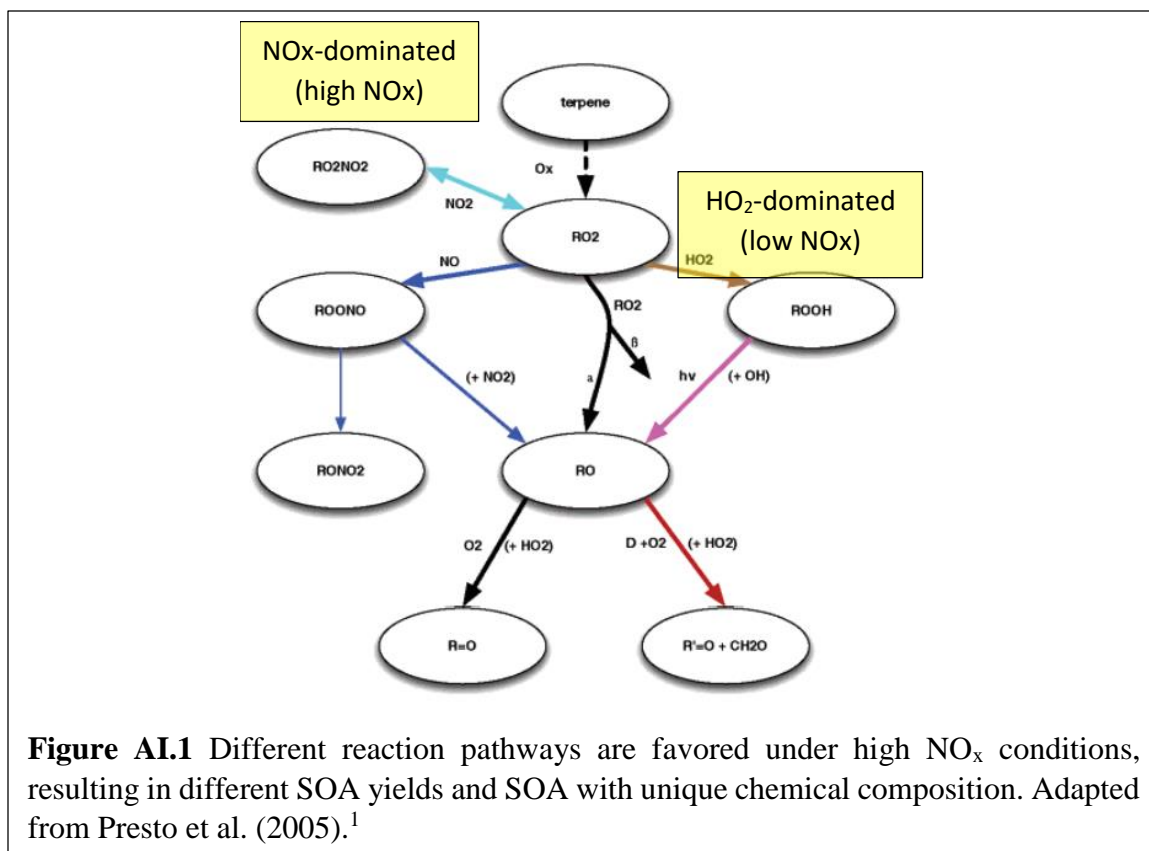 NOx-dominated
(high NOx)
terpene
Ox
RO2NO2
NO2
HO₂-dominated
(low NOx)
RO2
NO
HO2
ROONO
RO2
ROOH
ß
(+ NO2)
a
hv
(+ OH)
RONO2
RO
O2
(+ HO2)
D +O2
(+ HO2)
R=O
R'=O + CH2O
Figure AI.1 Different reaction pathways are favored under high NOₓ conditions,
resulting in different SOA yields and SOA with unique chemical composition. Adapted
from Presto et al. (2005).¹